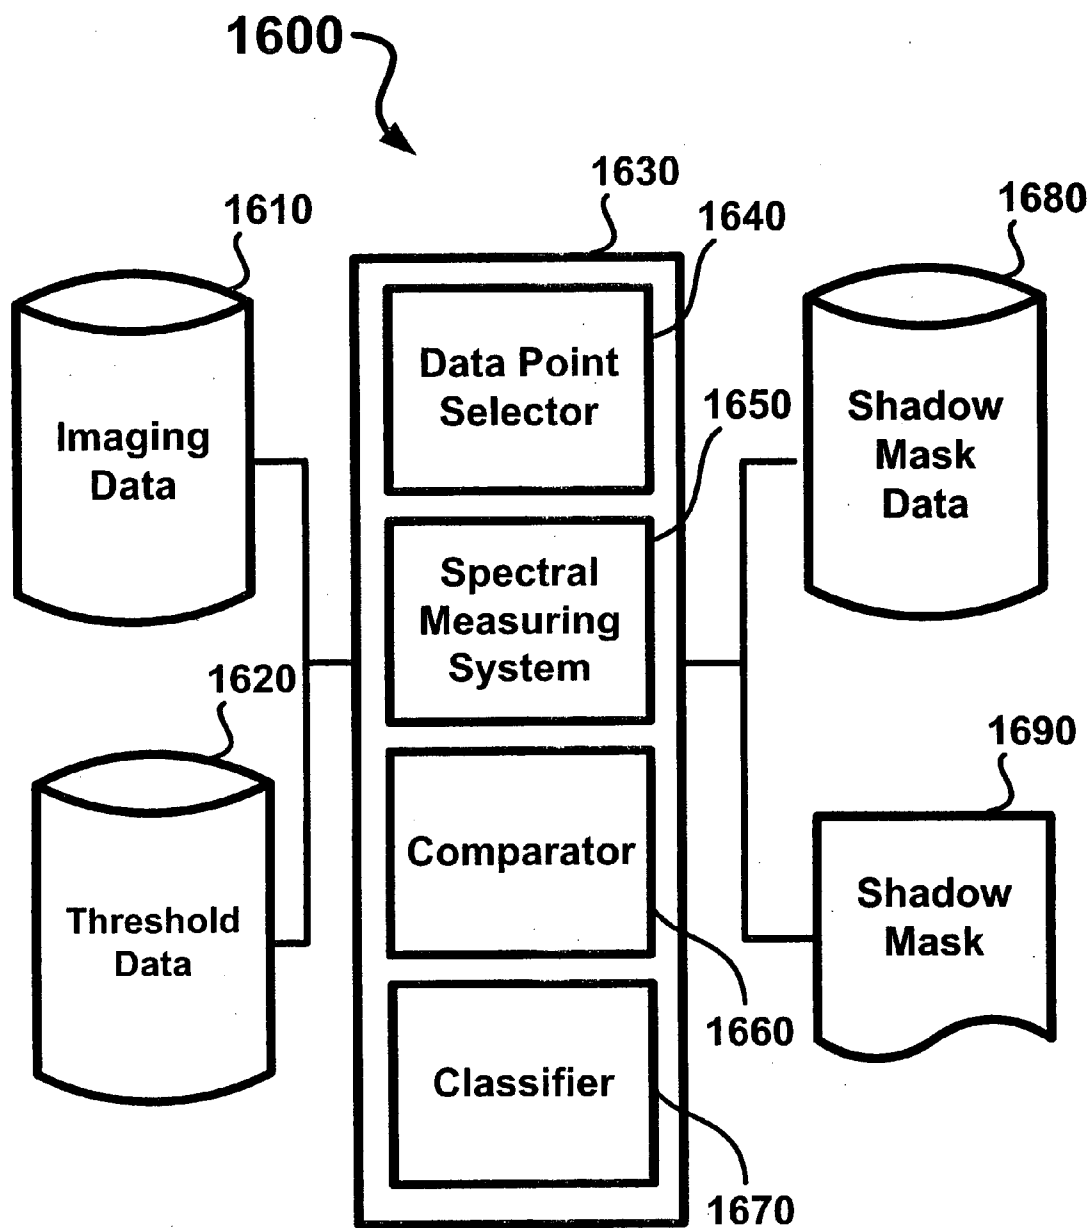 1600
1630
1610
1640
1680
Imaging
Data
Data Point
Selector
1650
Shadow
Mask
Data
Spectral
Measuring
System
1620
1690
Threshold
Data
Comparator
Shadow
Mask
1660
Classifier
1670